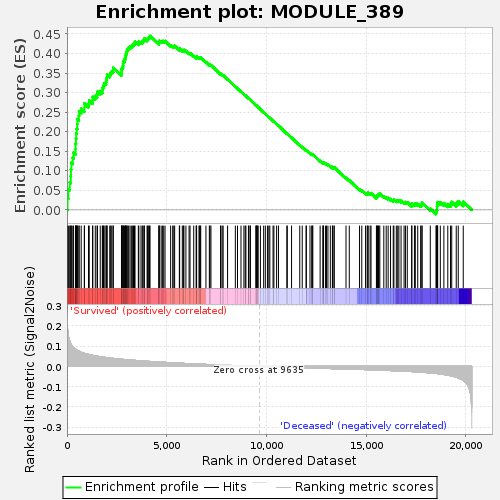 Enrichment plot: MODULE_389
Enrichment score (ES)
0.45
0.40
0.35
0.30
0.25
0.20
0.15
0.10
0.05
0.00
Ranked list metric (Signal2Noise)
0.3
0.2
0.1
0.0
-0.1
-0.2
-0.3
'Survived' (positively correlated)
Zero cross at 9635
'Deceased' (negatively correlated)
0 5,000 10,000 15,000 20,000
Rank in Ordered Dataset
Enrichment profile Hits Ranking metric scores